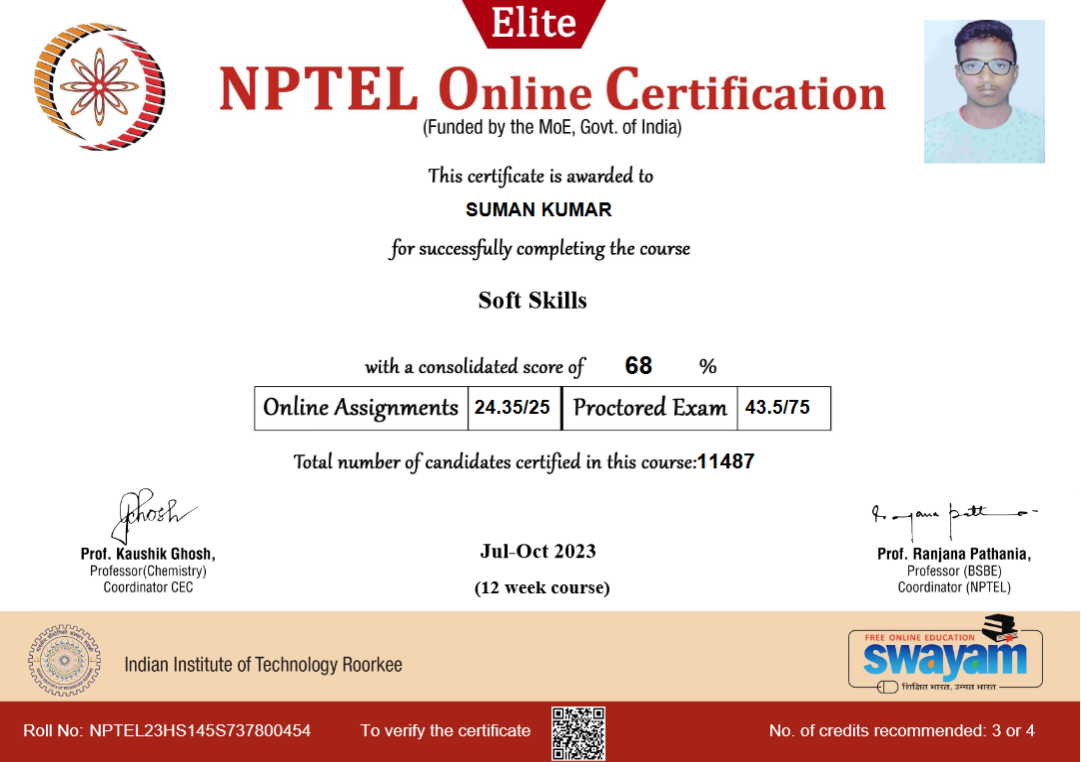 Elite
NPTEL Online Certification
(Funded by the MoE, Govt. of India)
This certificate is awarded to
SUMAN KUMAR
for successfully completing the course
Soft Skills
with a consolidated score of 68 %
Online Assignments 24.35/25 Proctored Exam 43.5/75
Total number of candidates certified in this course:11487
Prof. Kaushik Ghosh,
Professor(Chemistry)
Coordinator CEC
Jul-Oct 2023
(12 week course)
Prof. Ranjana Pathania,
Professor (BSBE)
Coordinator (NPTEL)
Indian Institute of Technology Roorkee
FREE ONLINE EDUCATION
swayam
शिक्षित भारत, उन्नत भारत
Roll No: NPTEL23HS145S737800454
To verify the certificate
No. of credits recommended: 3 or 4